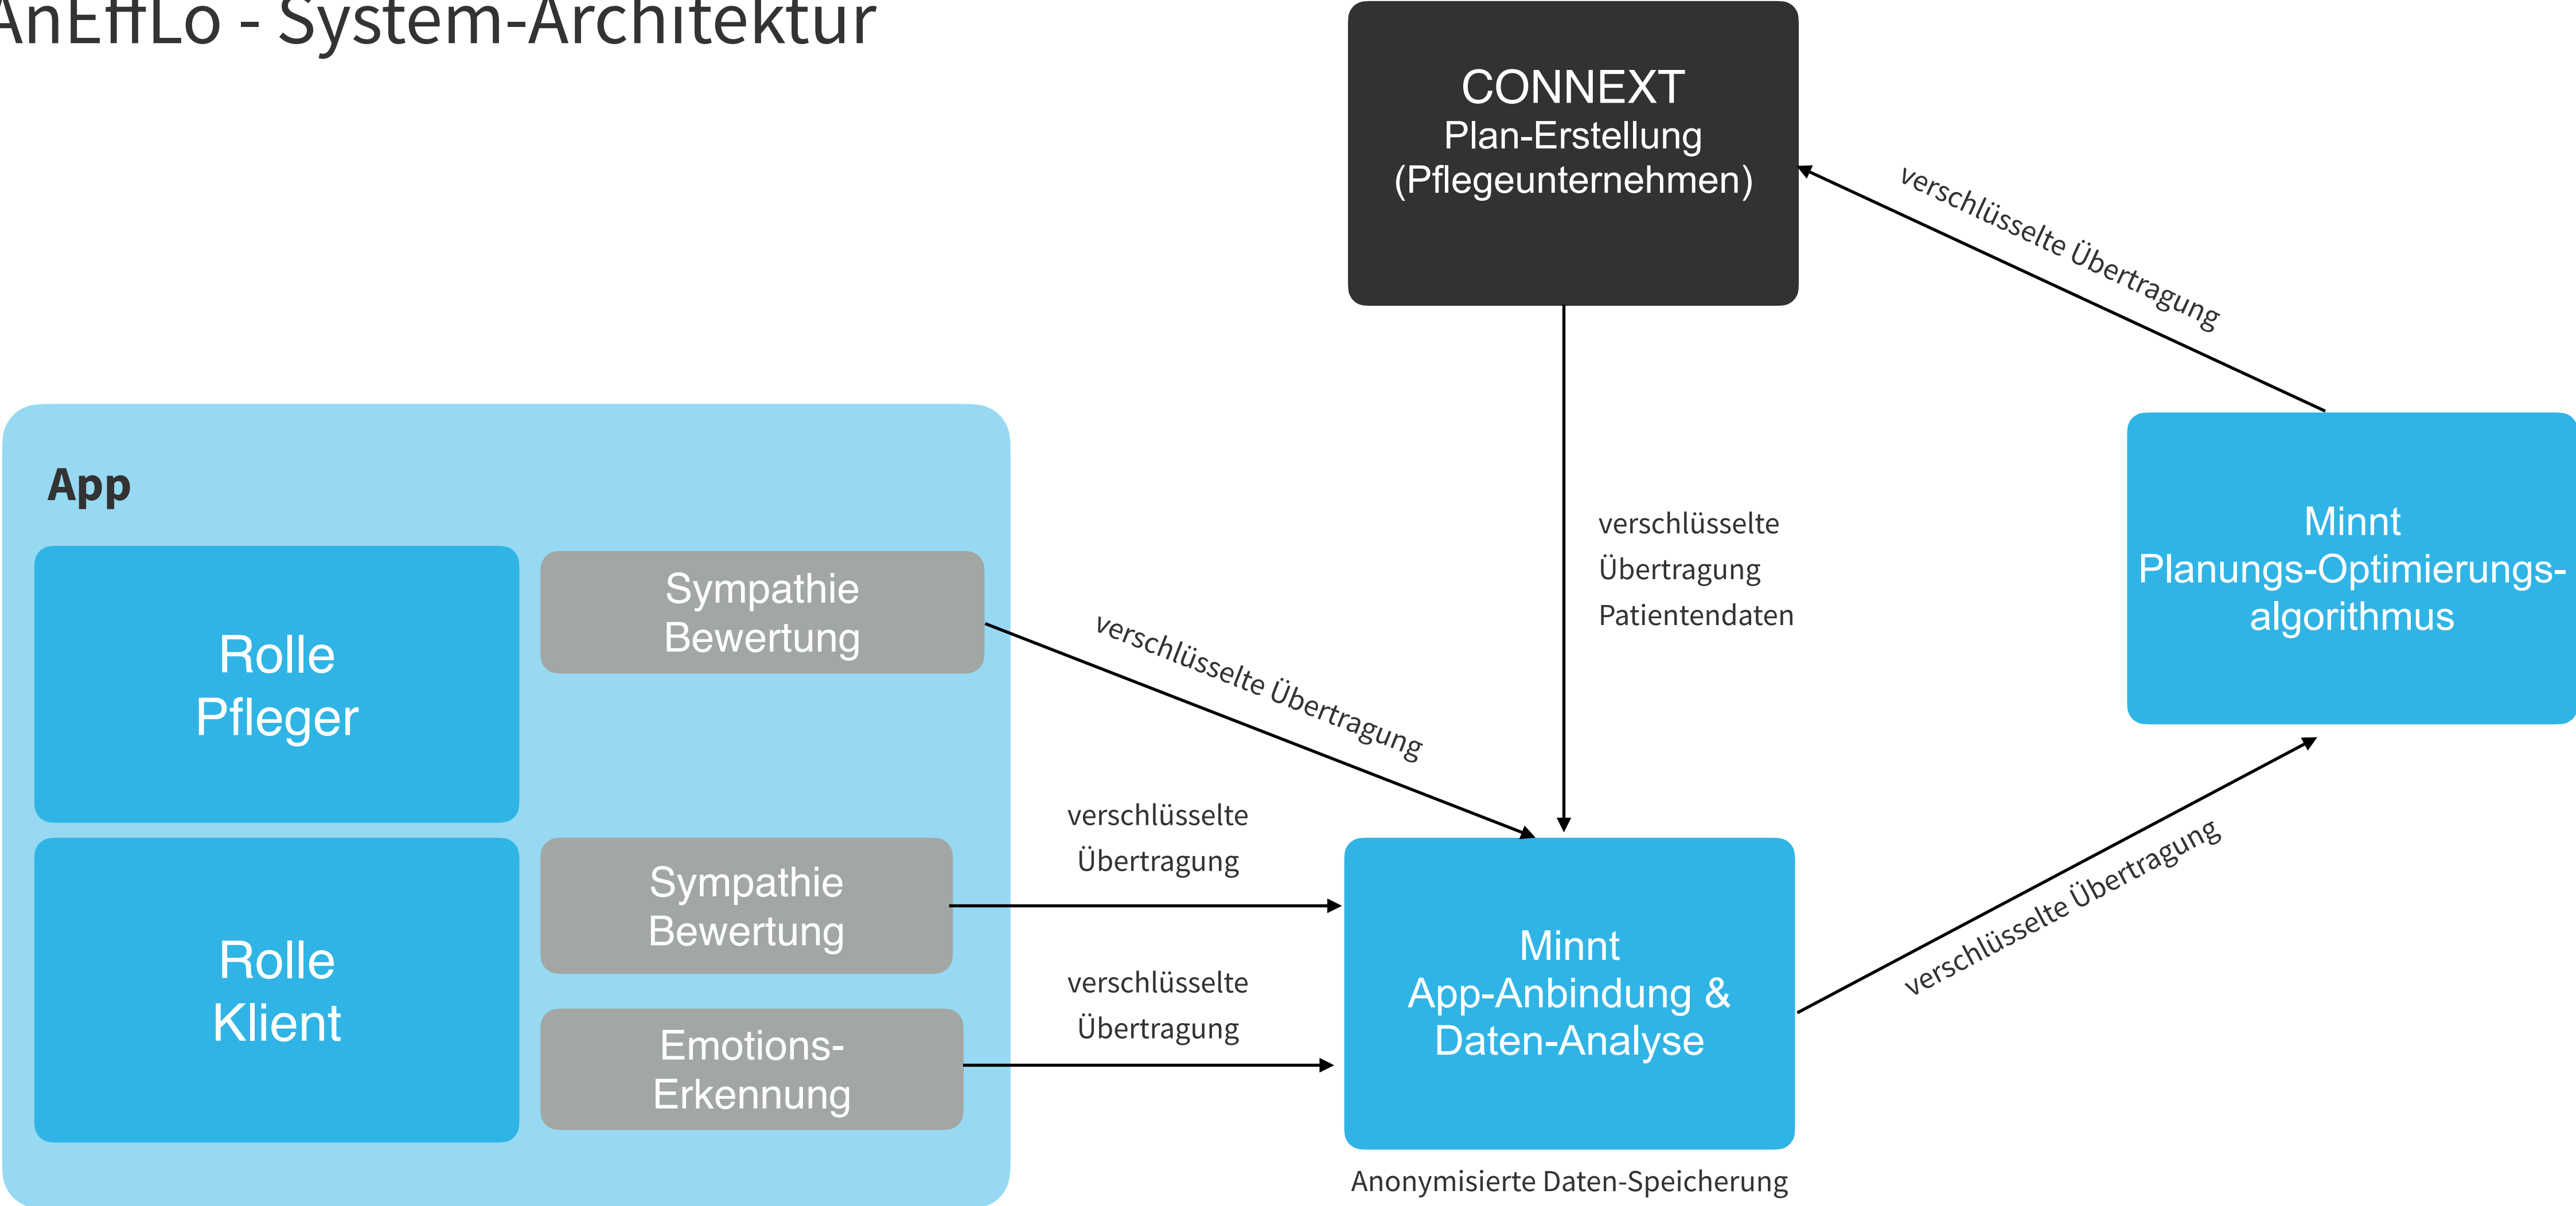 AnEffLo - System-Architektur
CONNEXT
Plan-Erstellung
(Pflegeunternehmen)
verschlüsselte Übertragung
App
Rolle
Pfleger
Sympathie
Bewertung
verschlüsselte Übertragung
verschlüsselte
Übertragung
Patientendaten
Minnt
Planungs-Optimierungs-
algorithmus
Rolle
Klient
Sympathie
Bewertung
verschlüsselte
Übertragung
Emotions-
Erkennung
verschlüsselte
Übertragung
Minnt
App-Anbindung &
Daten-Analyse
verschlüsselte Übertragung
Anonymisierte Daten-Speicherung